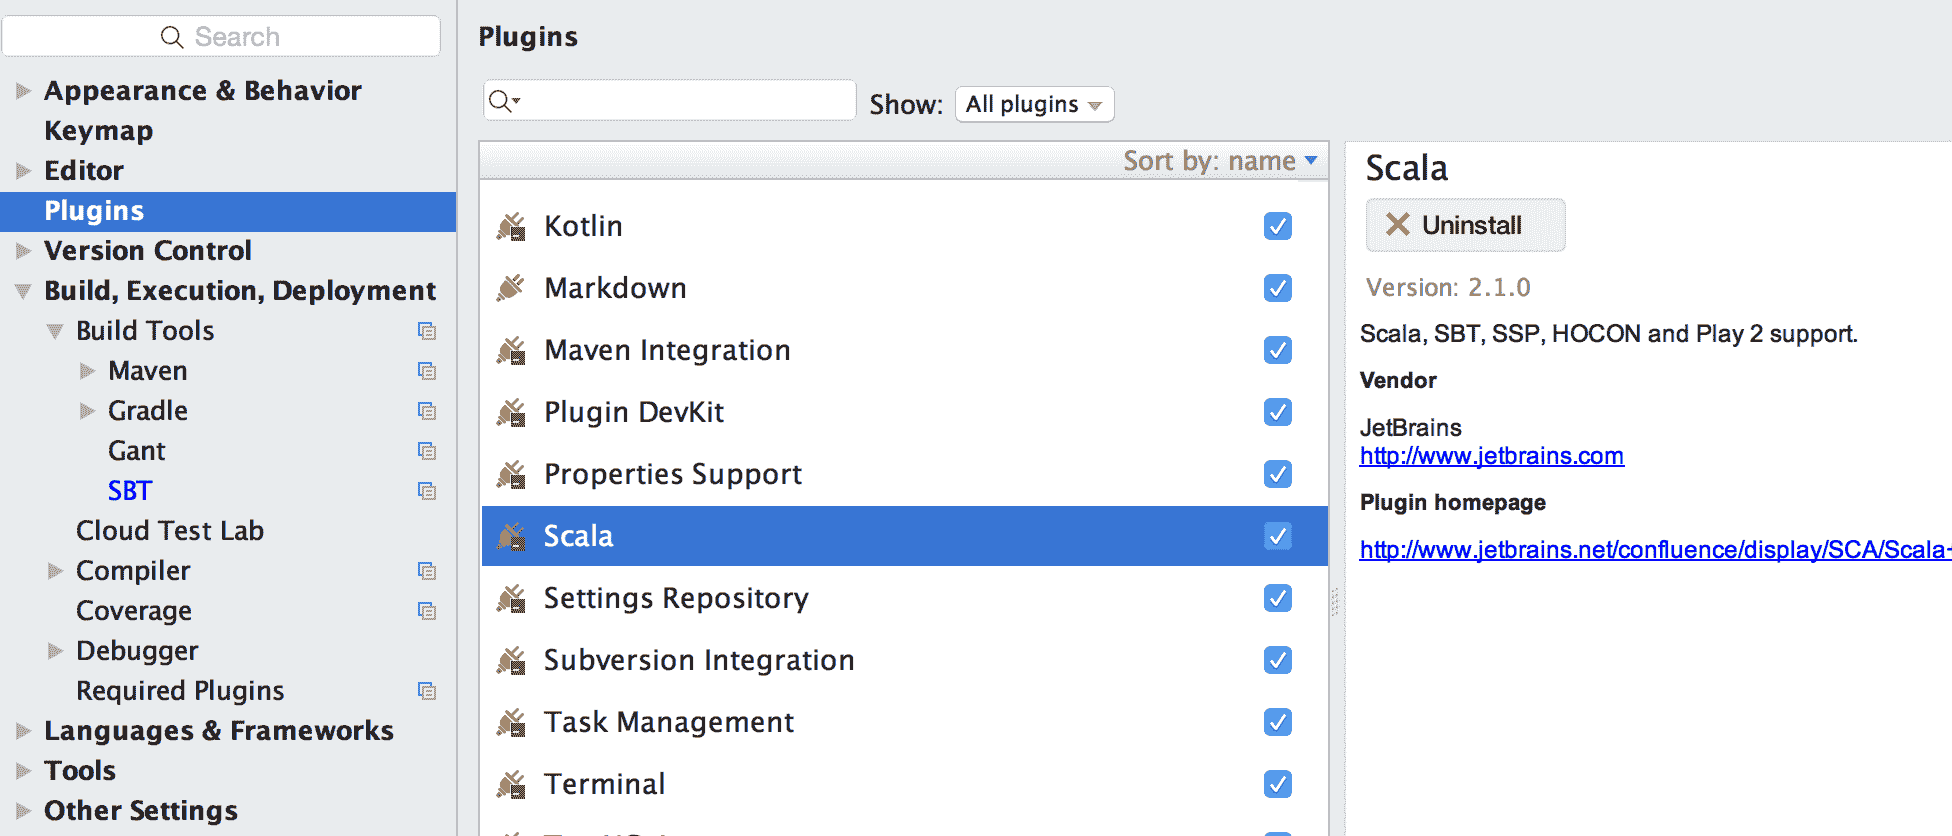 Search
Appearance & Behavior
Keymap
Editor
Plugins
Version Control
Build, Execution, Deployment
Build Tools
Maven
Gradle
Gant
SBT
Cloud Test Lab
Compiler
Coverage
Debugger
Required Plugins
Languages & Frameworks
Tools
Other Settings
Plugins
Show: All plugins
Sort by: name
Kotlin
Markdown
Maven Integration
Plugin DevKit
Properties Support
Scala
Settings Repository
Subversion Integration
Task Management
Terminal
Scala
Uninstall
Version: 2.1.0
Scala, SBT, SSP, HOCON and Play 2 support.
Vendor
JetBrains
http://www.jetbrains.com
Plugin homepage
http://www.jetbrains.net/confluence/display/SCA/Scala+